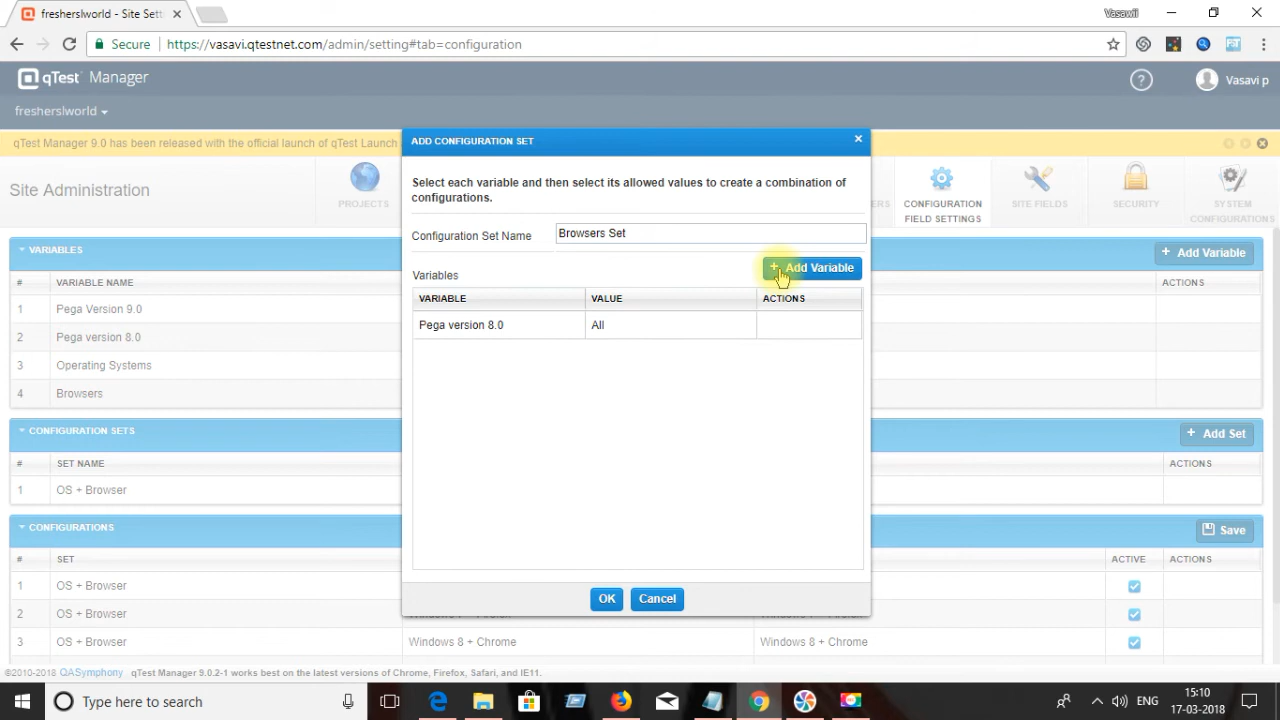 fresherslworld - Site Sett
Vasawii
Secure https://vasavi.qtestnet.com/admin/setting#tab=configuration
qTest Manager
Vasavi p
fresherslworld
qTest Manager 9.0 has been released with the official launch of qTest Launch
ADD CONFIGURATION SET
Site Administration
PROJECTS
CONFIGURATION
FIELD SETTINGS
SITE FIELDS
SECURITY
SYSTEM
CONFIGURATIONS
Select each variable and then select its allowed values to create a combination of
configurations.
Configuration Set Name Browsers Set
Variables
+ Add Variable
VARIABLE VALUE ACTIONS
Pega version 8.0 All
OK Cancel
VARIABLES
+ Add Variable
# VARIABLE NAME ACTIONS
1 Pega Version 9.0
2 Pega version 8.0
3 Operating Systems
4 Browsers
CONFIGURATION SETS
+ Add Set
# SET NAME ACTIONS
1 OS + Browser
CONFIGURATIONS
Save
# SET ACTIVE ACTIONS
1 OS + Browser
2 OS + Browser
3 OS + Browser Windows 8 + Chrome Windows 8 + Chrome
©2010-2018 QASymphony qTest Manager 9.0.2-1 works best on the latest versions of Chrome, Firefox, Safari, and IE11.
Type here to search
ENG
15:10
17-03-2018